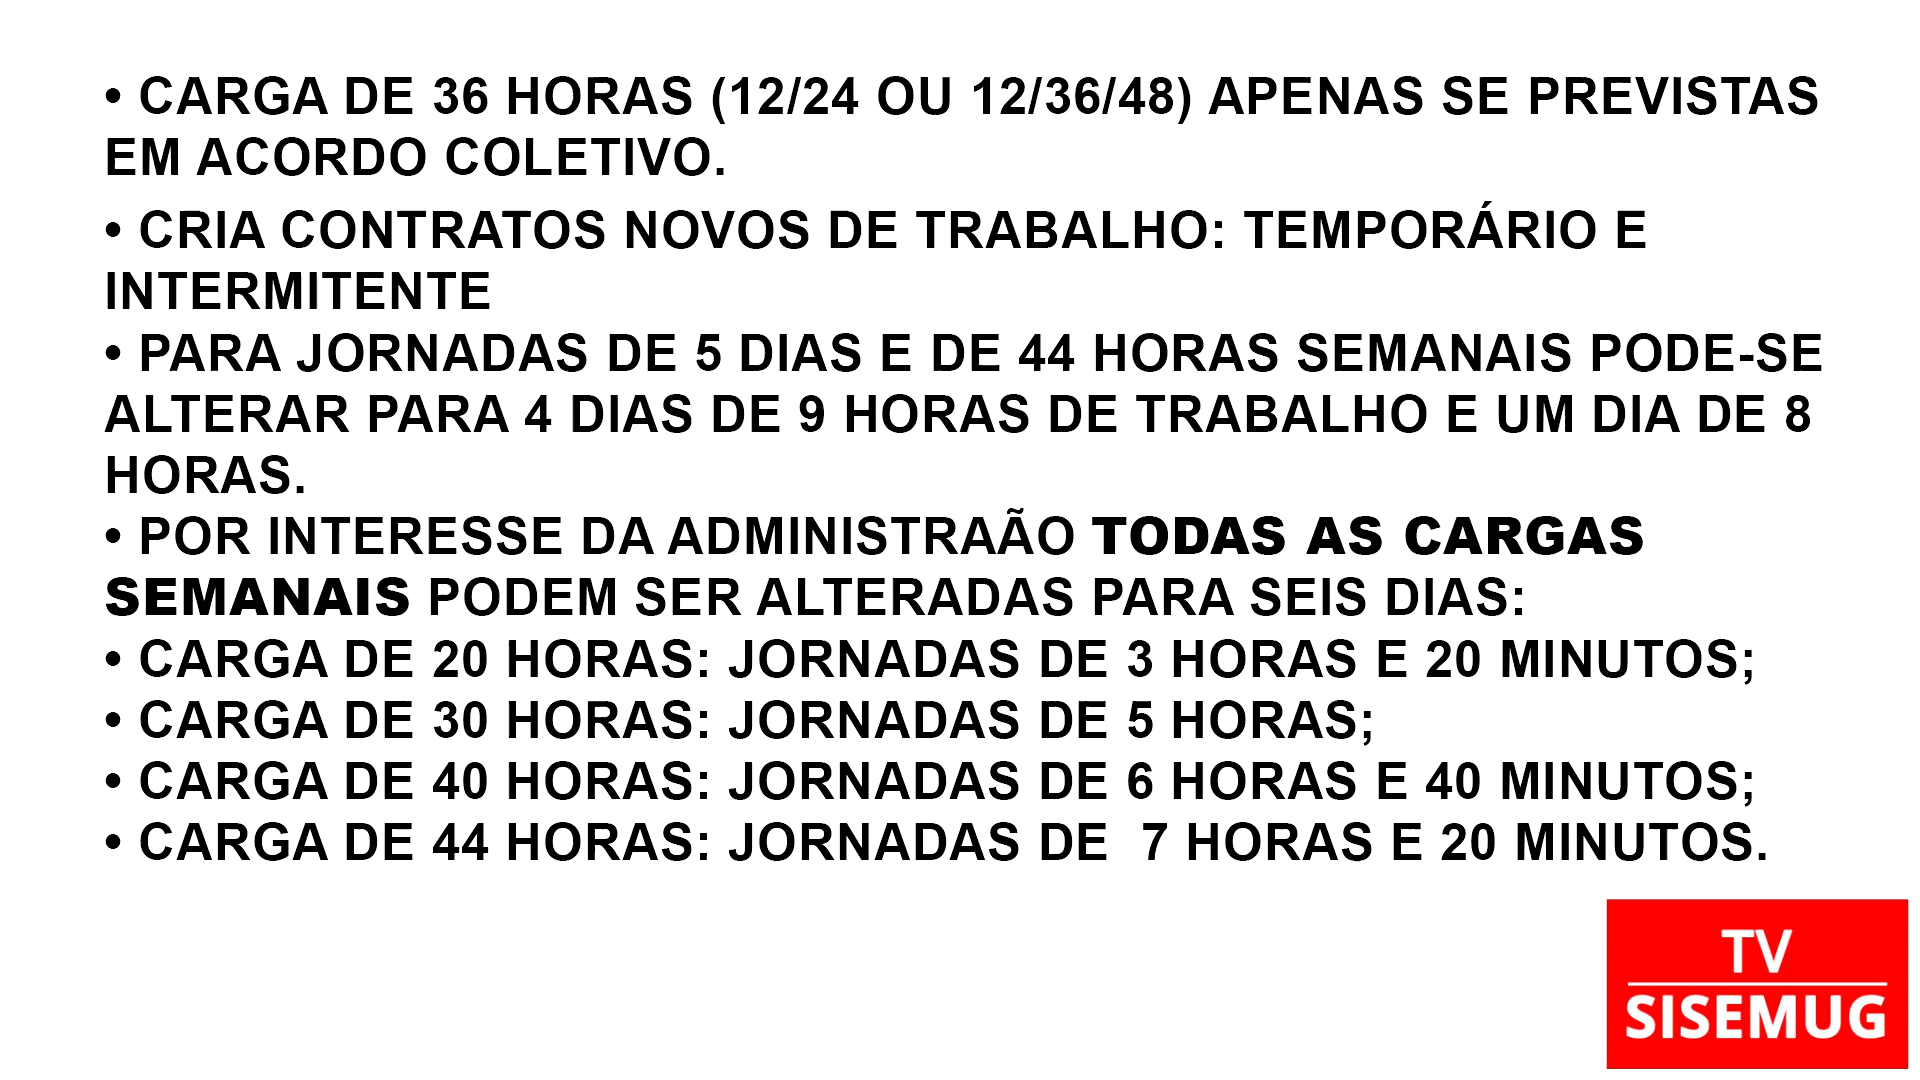 • CARGA DE 36 HORAS (12/24 OU 12/36/48) APENAS SE PREVISTAS
EM ACORDO COLETIVO.
• CRIA CONTRATOS NOVOS DE TRABALHO: TEMPORÁRIO E
INTERMITENTE
• PARA JORNADAS DE 5 DIAS E DE 44 HORAS SEMANAIS PODE-SE
ALTERAR PARA 4 DIAS DE 9 HORAS DE TRABALHO E UM DIA DE 8
HORAS.
• POR INTERESSE DA ADMINISTRAÃO TODAS AS CARGAS
SEMANAIS PODEM SER ALTERADAS PARA SEIS DIAS:
• CARGA DE 20 HORAS: JORNADAS DE 3 HORAS E 20 MINUTOS;
• CARGA DE 30 HORAS: JORNADAS DE 5 HORAS;
• CARGA DE 40 HORAS: JORNADAS DE 6 HORAS E 40 MINUTOS;
• CARGA DE 44 HORAS: JORNADAS DE  7 HORAS E 20 MINUTOS.
TV
SISEMUG